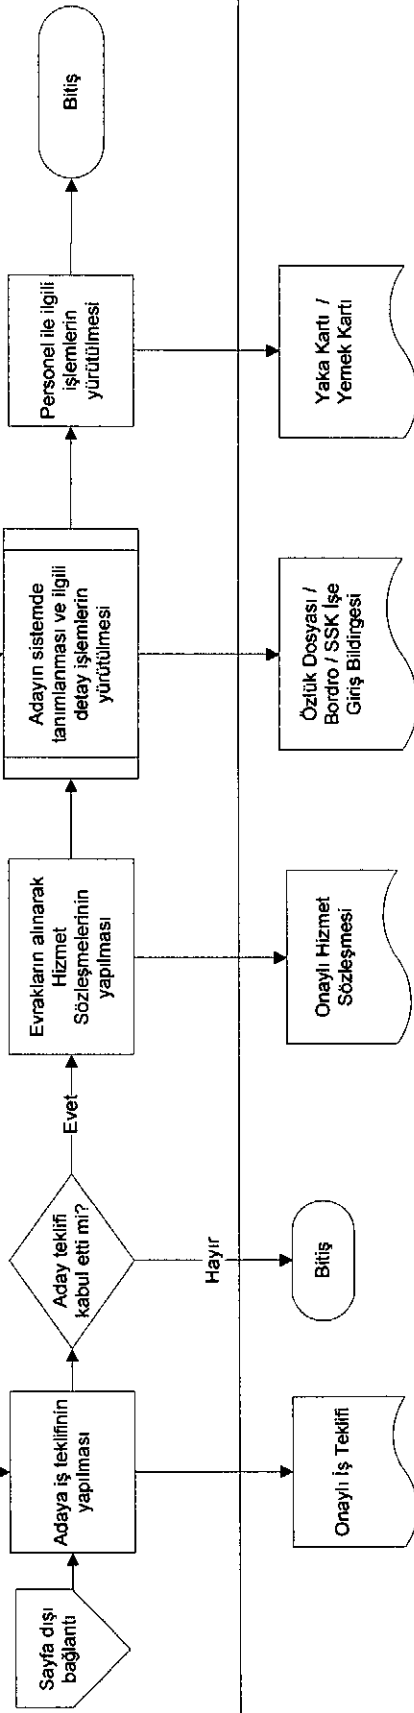 Sayfa dışı
bağlantı
Adaya iş teklifinin
yapılması
Aday teklifi
kabul etti mi?
Evet
Hayır
Evrakların alınarak
Hizmet
Sözleşmelerinin
yapılması
Adayın sistemde
tanımlanması ve ilgili
detay işlemlerin
yürütülmesi
Personel ile ilgili
işlemlerin
yürütülmesi
Bitiş
Onaylı İş Teklifi
Bitiş
Onaylı Hizmet
Sözleşmesi
Özlük Dosyası /
Bordro / SSK İşe
Giriş Bildirgesi
Yaka Kartı /
Yemek Kartı